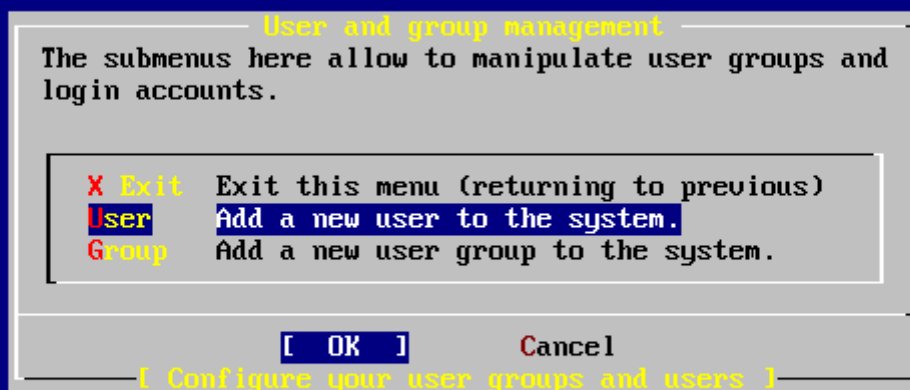 User and group management
The submenus here allow to manipulate user groups and
login accounts.
X Exit Exit this menu (returning to previous)
User Add a new user to the system.
Group Add a new user group to the system.
[ OK ] Cancel
[ Configure your user groups and users ]